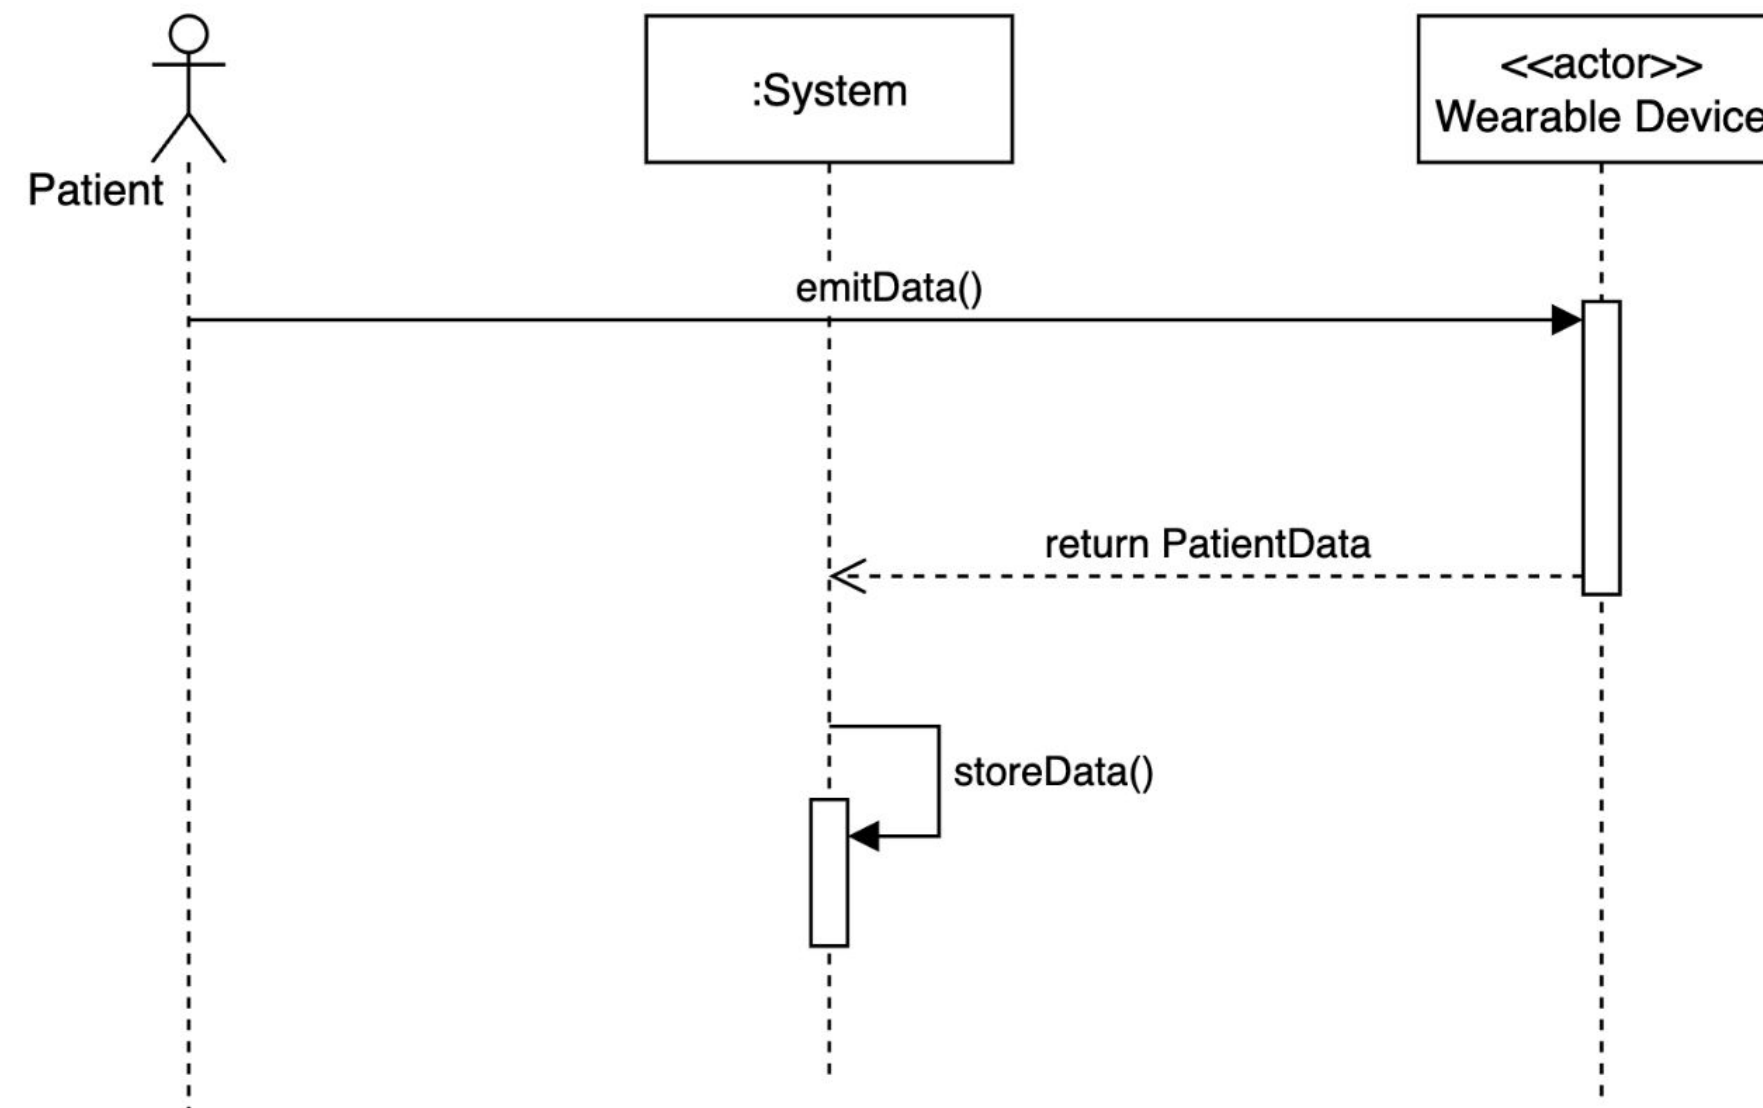 :System
<<actor>>
Wearable Device
Patient
emitData()
return PatientData
storeData()